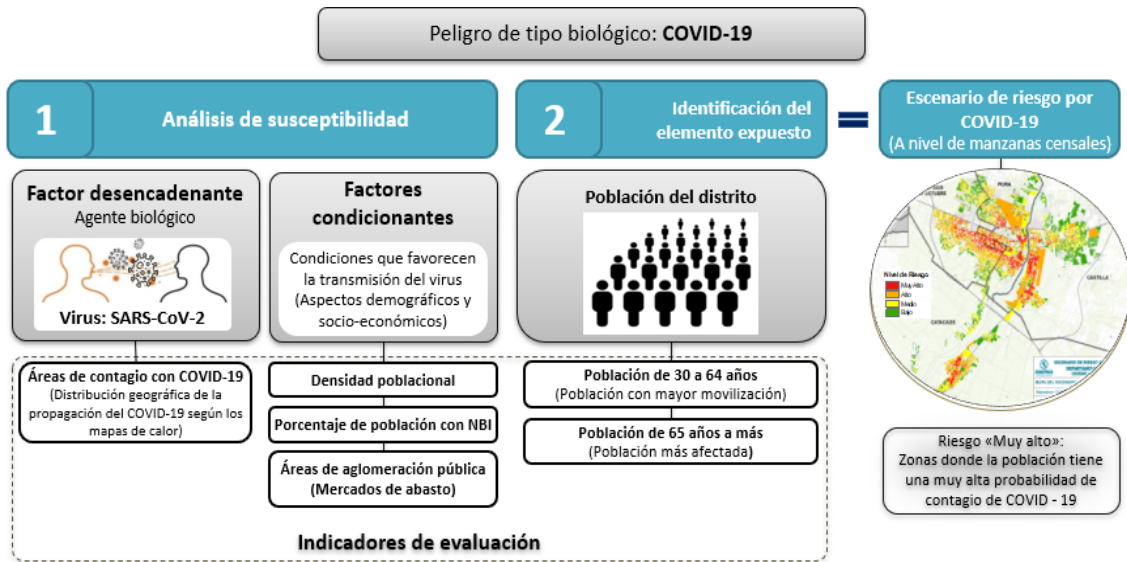 Peligro de tipo biológico: COVID-19
1
Análisis de susceptibilidad
2
Identificación del
elemento expuesto
=
Escenario de riesgo por
COVID-19
(A nivel de manzanas censales)
Factor desencadenante
Agente biológico
Virus: SARS-CoV-2
Factores
condicionantes
Condiciones que favorecen
la transmisión del virus
(Aspectos demográficos y
socio-económicos)
Población del distrito
PIURA
CASTILLA
CATACAOS
Nivel de Riesgo
Muy Alto
Alto
Medio
Bajo
Áreas de contagio con COVID-19
(Distribución geográfica de la
propagación del COVID-19 según los
mapas de calor)
Densidad poblacional
Porcentaje de población con NBI
Áreas de aglomeración pública
(Mercados de abasto)
Población de 30 a 64 años
(Población con mayor movilización)
Población de 65 años a más
(Población más afectada)
Riesgo «Muy alto»:
Zonas donde la población tiene
una muy alta probabilidad de
contagio de COVID - 19
Indicadores de evaluación